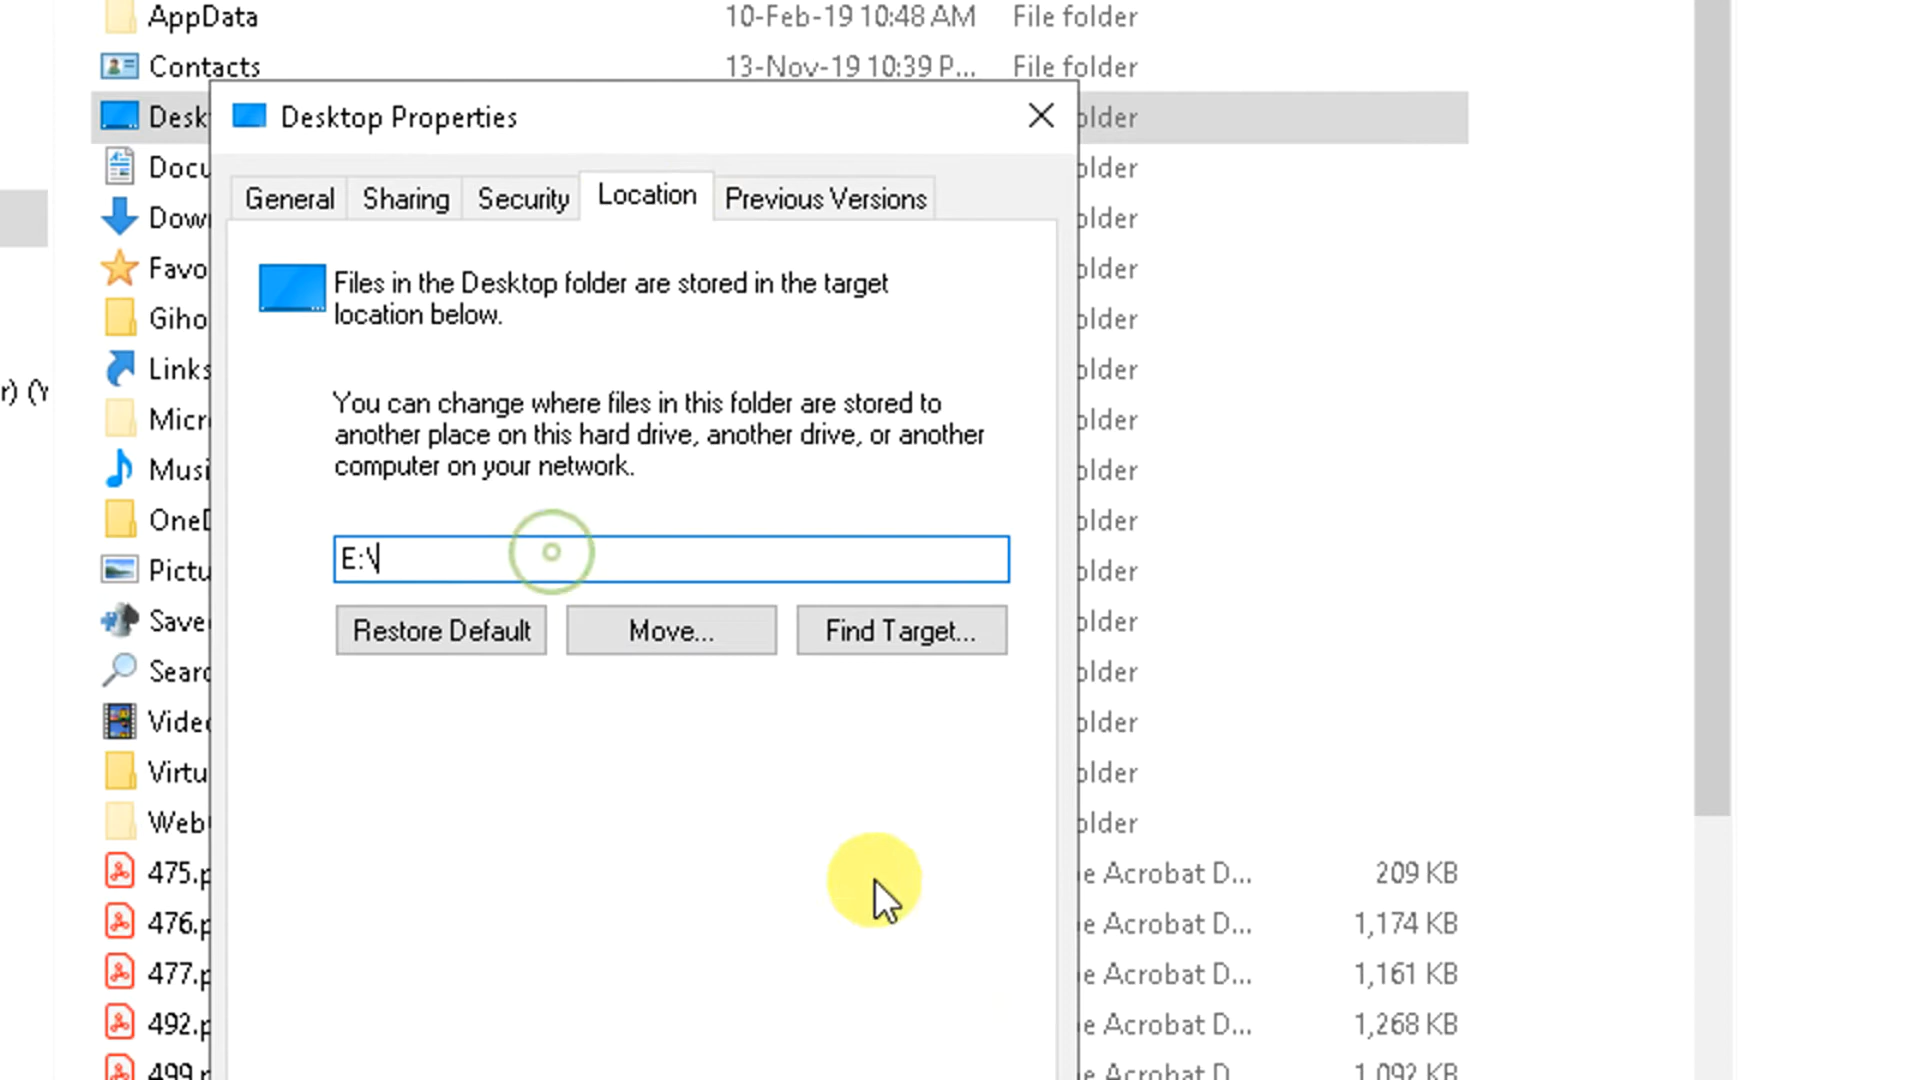 AppData 10-Feb-19 10:48 AM File folder
Contacts 13-Nov-19 10:39 P... File folder
Desk older
Desktop Properties
Docu older
General Sharing Security Location Previous Versions
Down older
Favo older
Files in the Desktop folder are stored in the target
location below.
Giho older
Links older
r) (
You can change where files in this folder are stored to
another place on this hard drive, another drive, or another
computer on your network.
Micr older
Musi older
OneD older
E:\
Pictu older
Restore Default Move... Find Target...
Save older
Searc older
Video older
Virtu older
Web older
475.p e Acrobat D... 209 KB
476.p e Acrobat D... 1,174 KB
477.p e Acrobat D... 1,161 KB
492.p e Acrobat D... 1,268 KB
499.p e Acrobat D... 1,092 KB